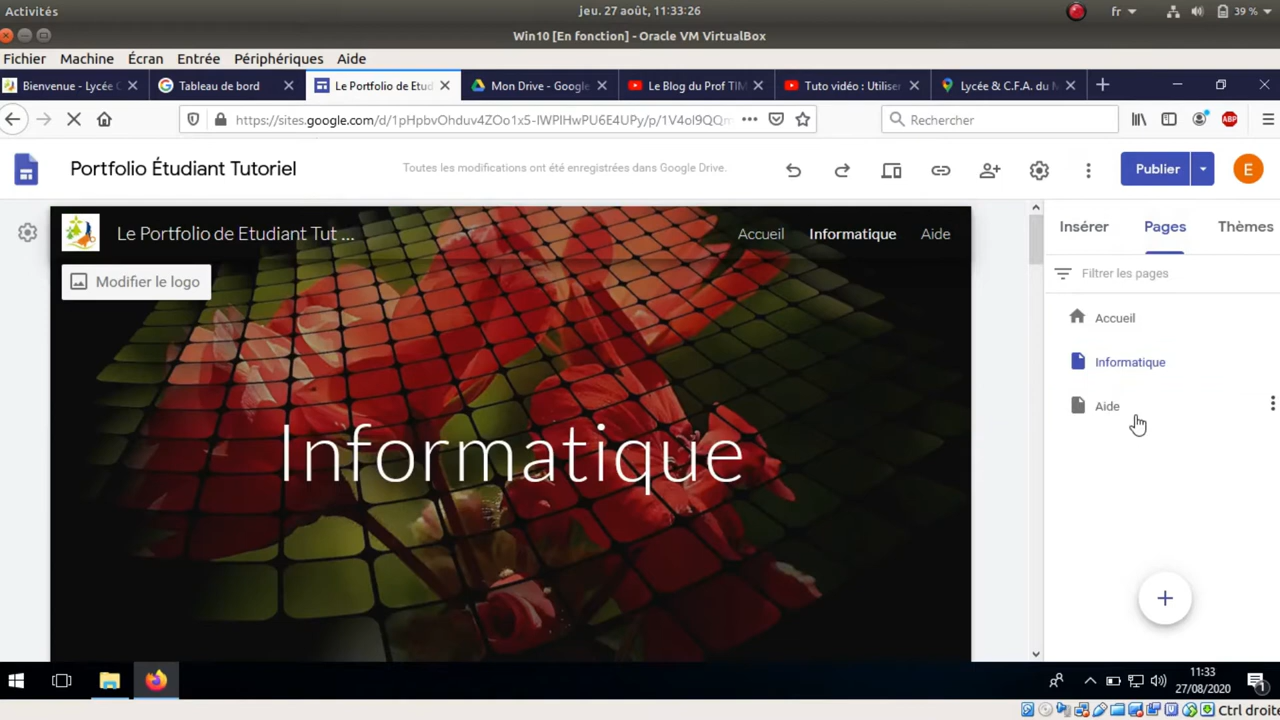 Activités
jeu. 27 août, 11:33:26
fr
39 %
Win10 [En fonction] - Oracle VM VirtualBox
Fichier Machine Écran Entrée Périphériques Aide
Bienvenue - Lycée C
Tableau de bord
Le Portfolio de Etud
Mon Drive - Google
Le Blog du Prof TIM
Tuto vidéo : Utiliser
Lycée & C.F.A. du M
https://sites.google.com/d/1pHpbvOhduv4ZOo1x5-IWPIHwPU6E4UPy/p/1V4ol9QQm
Rechercher
ABP
Portfolio Étudiant Tutoriel
Toutes les modifications ont été enregistrées dans Google Drive.
Publier
E
Le Portfolio de Etudiant Tut ...
Accueil Informatique Aide
Modifier le logo
Informatique
Insérer Pages Thèmes
Filtrer les pages
Accueil
Informatique
Aide
11:33
27/08/2020
1
Ctrl droite